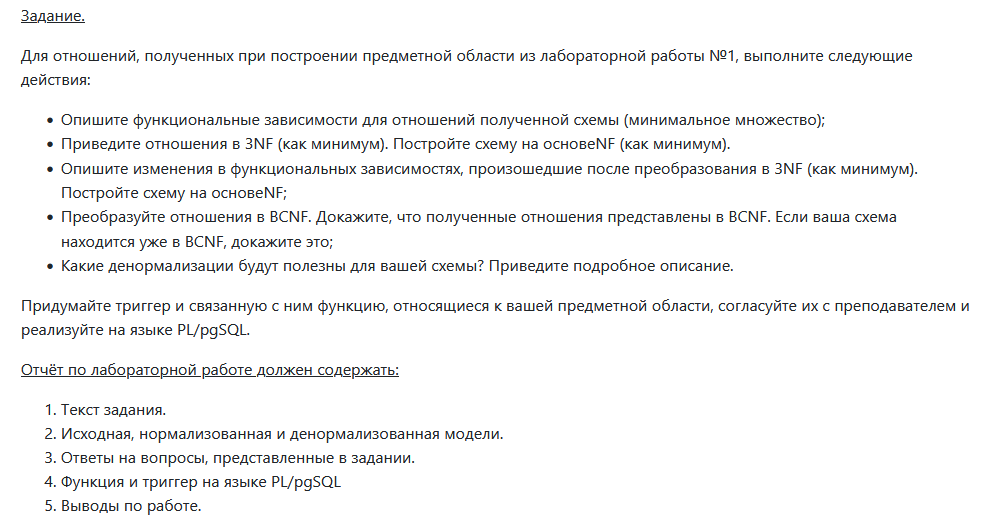 Задание.
Для отношений, полученных при построении предметной области из лабораторной работы №1, выполните следующие
действия:
• Опишите функциональные зависимости для отношений полученной схемы (минимальное множество);
• Приведите отношения в 3NF (как минимум). Постройте схему на основеNF (как минимум).
• Опишите изменения в функциональных зависимостях, произошедшие после преобразования в 3NF (как минимум).
Постройте схему на основеNF;
• Преобразуйте отношения в BCNF. Докажите, что полученные отношения представлены в BCNF. Если ваша схема
находится уже в BCNF, докажите это;
• Какие денормализации будут полезны для вашей схемы? Приведите подробное описание.
Придумайте триггер и связанную с ним функцию, относящиеся к вашей предметной области, согласуйте их с преподавателем и
реализуйте на языке PL/pgSQL.
Отчёт по лабораторной работе должен содержать:
1. Текст задания.
2. Исходная, нормализованная и денормализованная модели.
3. Ответы на вопросы, представленные в задании.
4. Функция и триггер на языке PL/pgSQL
5. Выводы по работе.